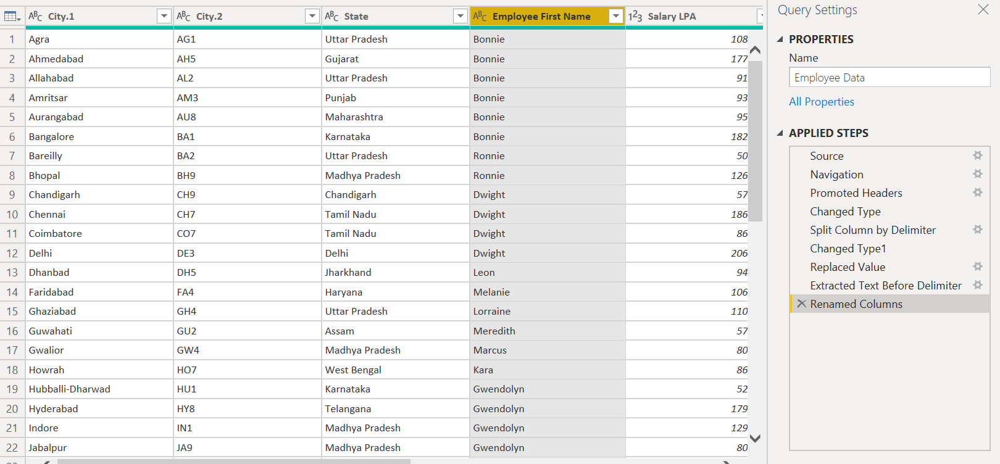 ABC City.1 ABC City.2 ABC State ABC Employee First Name 123 Salary LPA
1 Agra AG1 Uttar Pradesh Bonnie 108
2 Ahmedabad AH5 Gujarat Bonnie 177
3 Allahabad AL2 Uttar Pradesh Bonnie 91
4 Amritsar AM3 Punjab Bonnie 93
5 Aurangabad AU8 Maharashtra Bonnie 95
6 Bangalore BA1 Karnataka Bonnie 182
7 Bareilly BA2 Uttar Pradesh Ronnie 50
8 Bhopal BH9 Madhya Pradesh Ronnie 126
9 Chandigarh CH9 Chandigarh Dwight 57
10 Chennai CH7 Tamil Nadu Dwight 186
11 Coimbatore CO7 Tamil Nadu Dwight 86
12 Delhi DE3 Delhi Dwight 206
13 Dhanbad DH5 Jharkhand Leon 94
14 Faridabad FA4 Haryana Melanie 106
15 Ghaziabad GH4 Uttar Pradesh Lorraine 110
16 Guwahati GU2 Assam Meredith 57
17 Gwalior GW4 Madhya Pradesh Marcus 80
18 Howrah HO7 West Bengal Kara 86
19 Hubballi-Dharwad HU1 Karnataka Gwendolyn 52
20 Hyderabad HY8 Telangana Gwendolyn 179
21 Indore IN1 Madhya Pradesh Gwendolyn 129
22 Jabalpur JA9 Madhya Pradesh Gwendolyn 80
Query Settings
PROPERTIES
Name
Employee Data
All Properties
APPLIED STEPS
Source
Navigation
Promoted Headers
Changed Type
Split Column by Delimiter
Changed Type1
Replaced Value
Extracted Text Before Delimiter
Renamed Columns